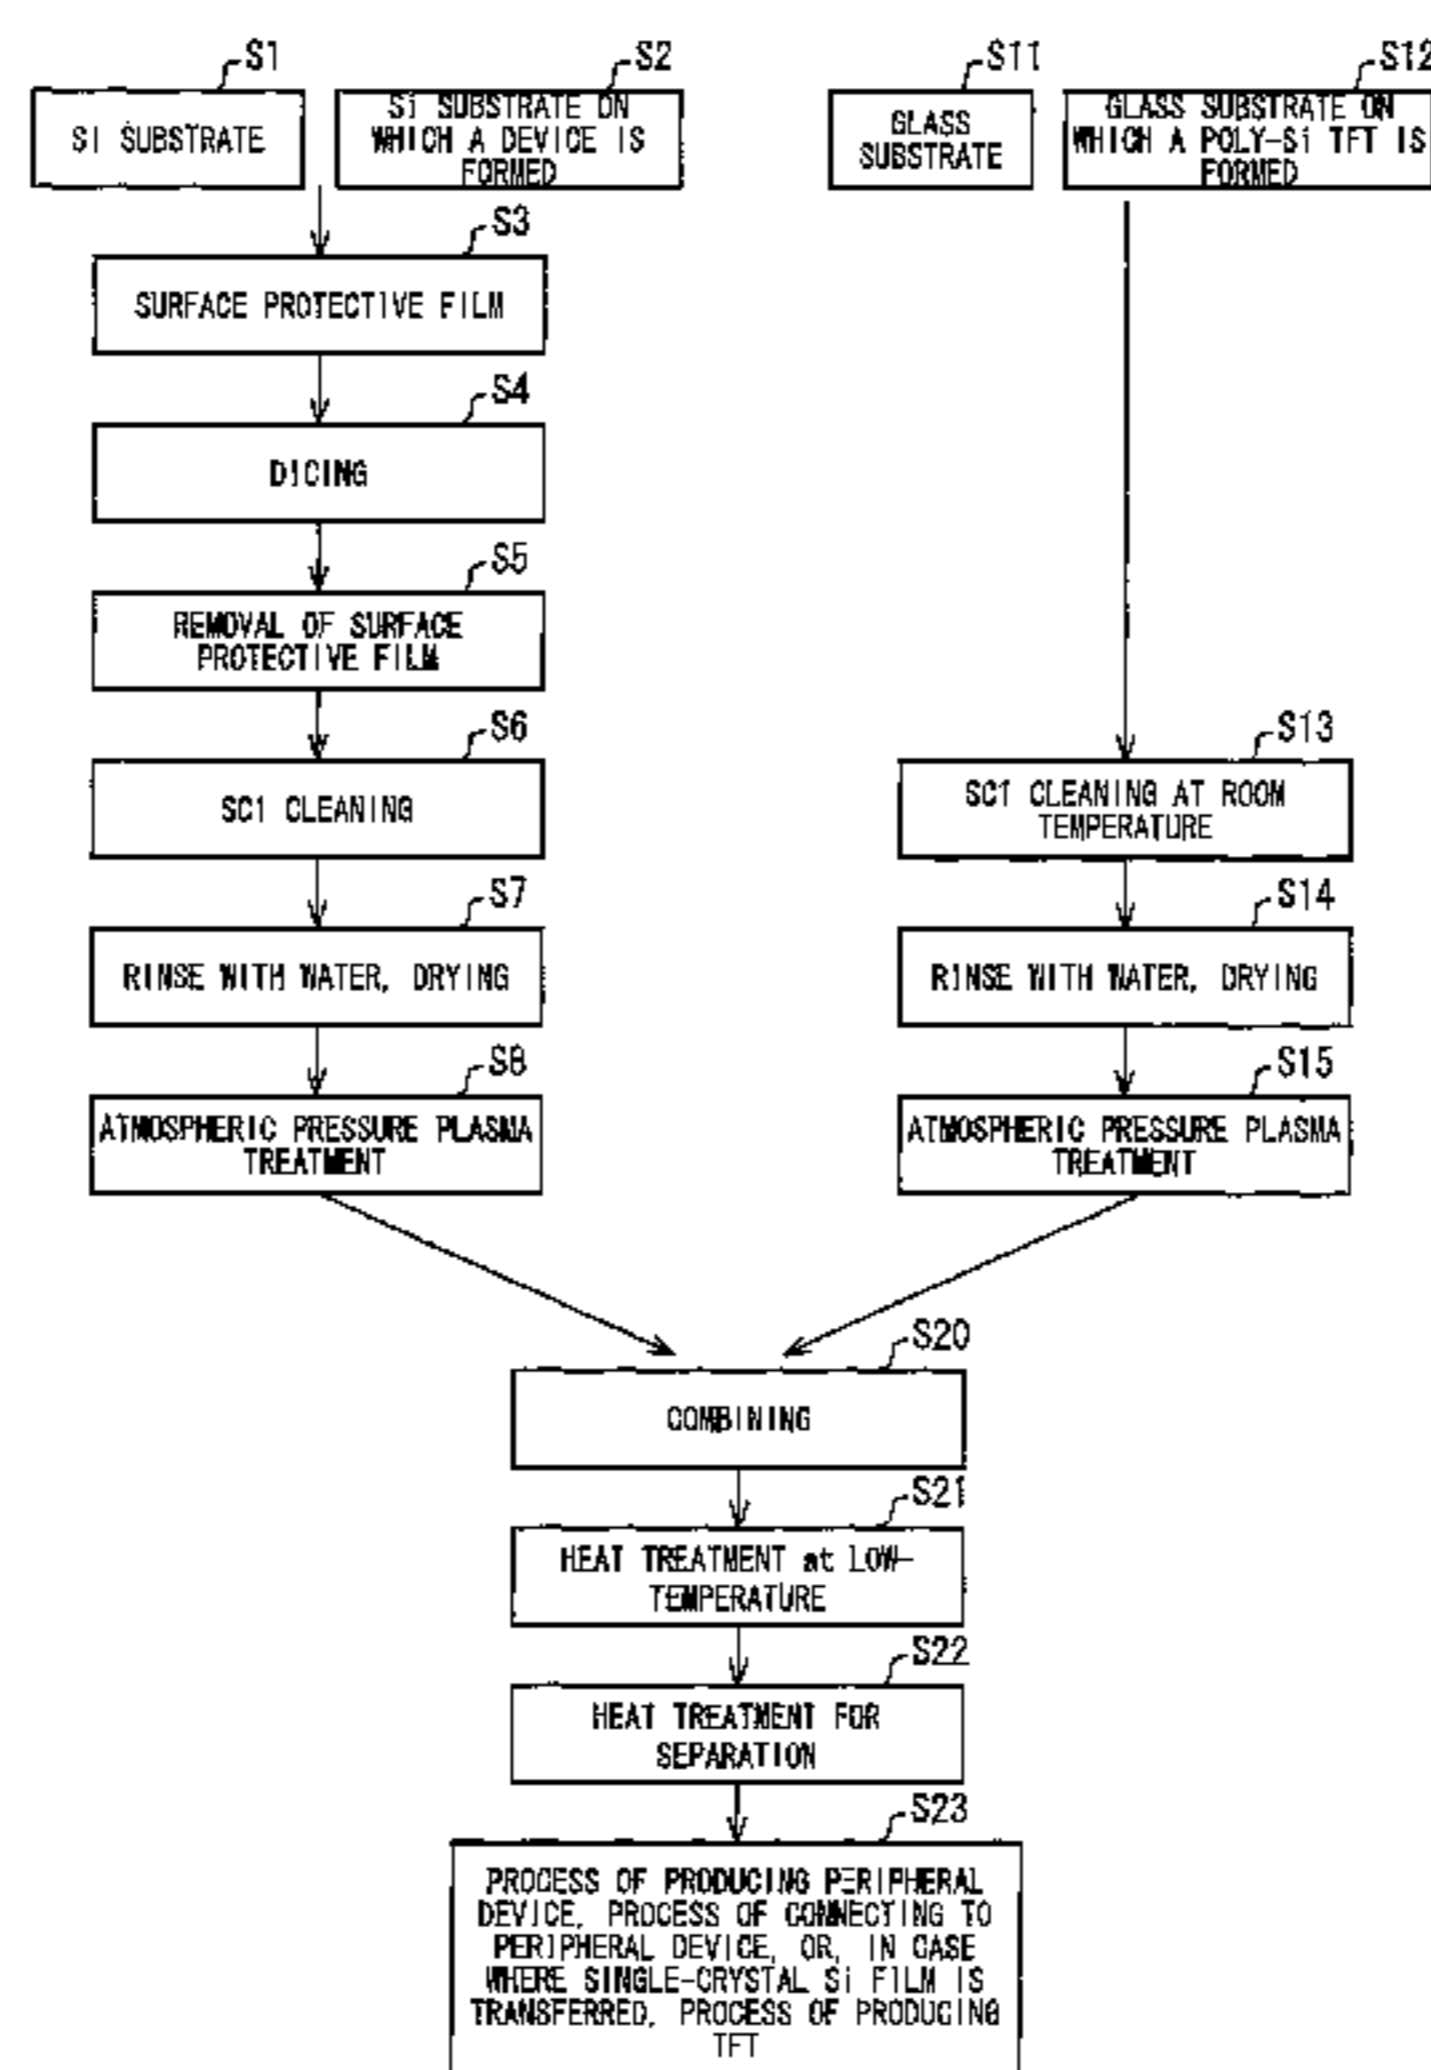 S1
S2
S11
S12
Si SUBSTRATE
Si SUBSTRATE ON
WHICH A DEVICE IS
FORMED
GLASS
SUBSTRATE
GLASS SUBSTRATE ON
WHICH A POLY-Si TFT IS
FORMED
S3
SURFACE PROTECTIVE FILM
S4
DICING
S5
REMOVAL OF SURFACE
PROTECTIVE FILM
S6
SC1 CLEANING
S13
SC1 CLEANING AT ROOM
TEMPERATURE
S7
RINSE WITH WATER, DRYING
S14
RINSE WITH WATER, DRYING
S8
ATMOSPHERIC PRESSURE PLASMA
TREATMENT
S15
ATMOSPHERIC PRESSURE PLASMA
TREATMENT
S20
COMBINING
S21
HEAT TREATMENT at LOW-
TEMPERATURE
S22
HEAT TREATMENT FOR
SEPARATION
S23
PROCESS OF PRODUCING PERIPHERAL
DEVICE, PROCESS OF CONNECTING TO
PERIPHERAL DEVICE, OR, IN CASE
WHERE SINGLE-CRYSTAL Si FILM IS
TRANSFERRED, PROCESS OF PRODUCING
TFT